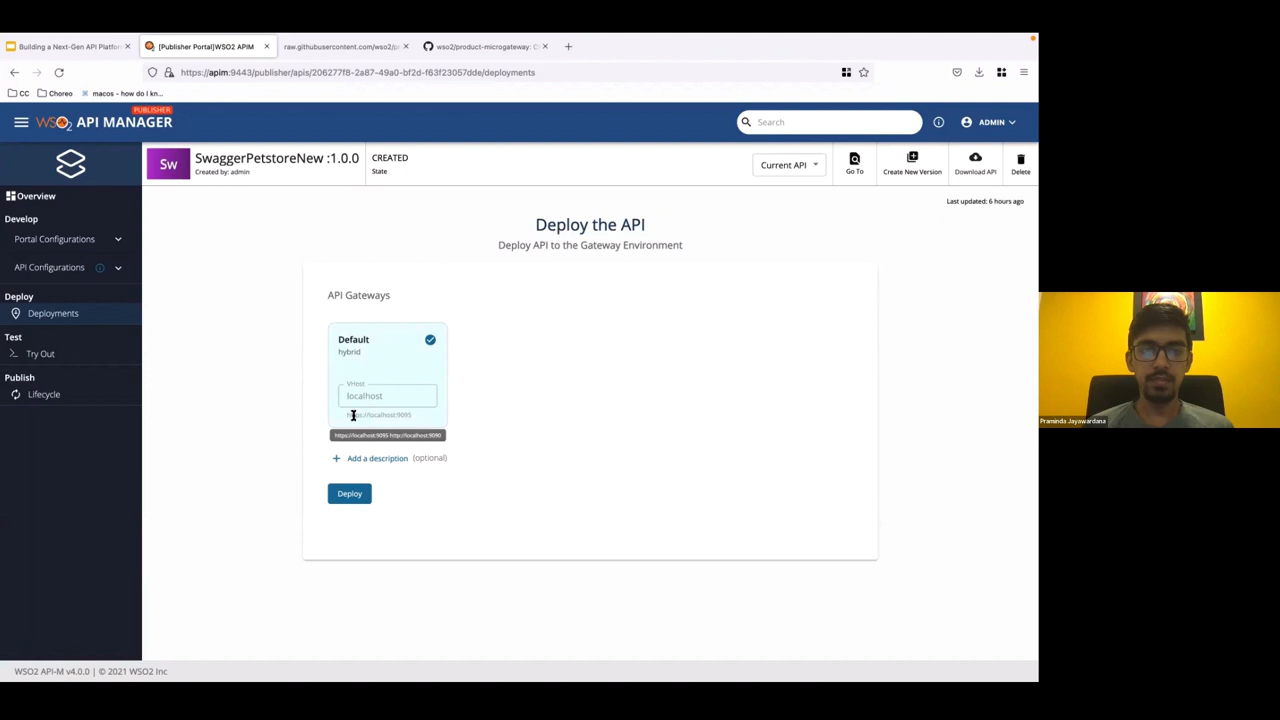 Building a Next-Gen API Platfor
[Publisher Portal]WSO2 APIM
raw.githubusercontent.com/wso2/p
wso2/product-microgateway: C
https://apim:9443/publisher/apis/206277f8-2a87-49a0-bf2d-f63f23057dde/deployments
CC
Choreo
macos - how do I kn...
PUBLISHER
WSO2 API MANAGER
Search
ADMIN
Sw
SwaggerPetstoreNew :1.0.0
Created by: admin
CREATED
State
Current API
Go To
Create New Version
Download API
Delete
Overview
Develop
Portal Configurations
API Configurations
Deploy
Deployments
Test
Try Out
Publish
Lifecycle
Last updated: 6 hours ago
Deploy the API
Deploy API to the Gateway Environment
API Gateways
Default
hybrid
VHost
localhost
https://localhost:9095
https://localhost:9095 http://localhost:9090
+ Add a description (optional)
Deploy
Praminda Jayawardana
WSO2 API-M v4.0.0 | © 2021 WSO2 Inc